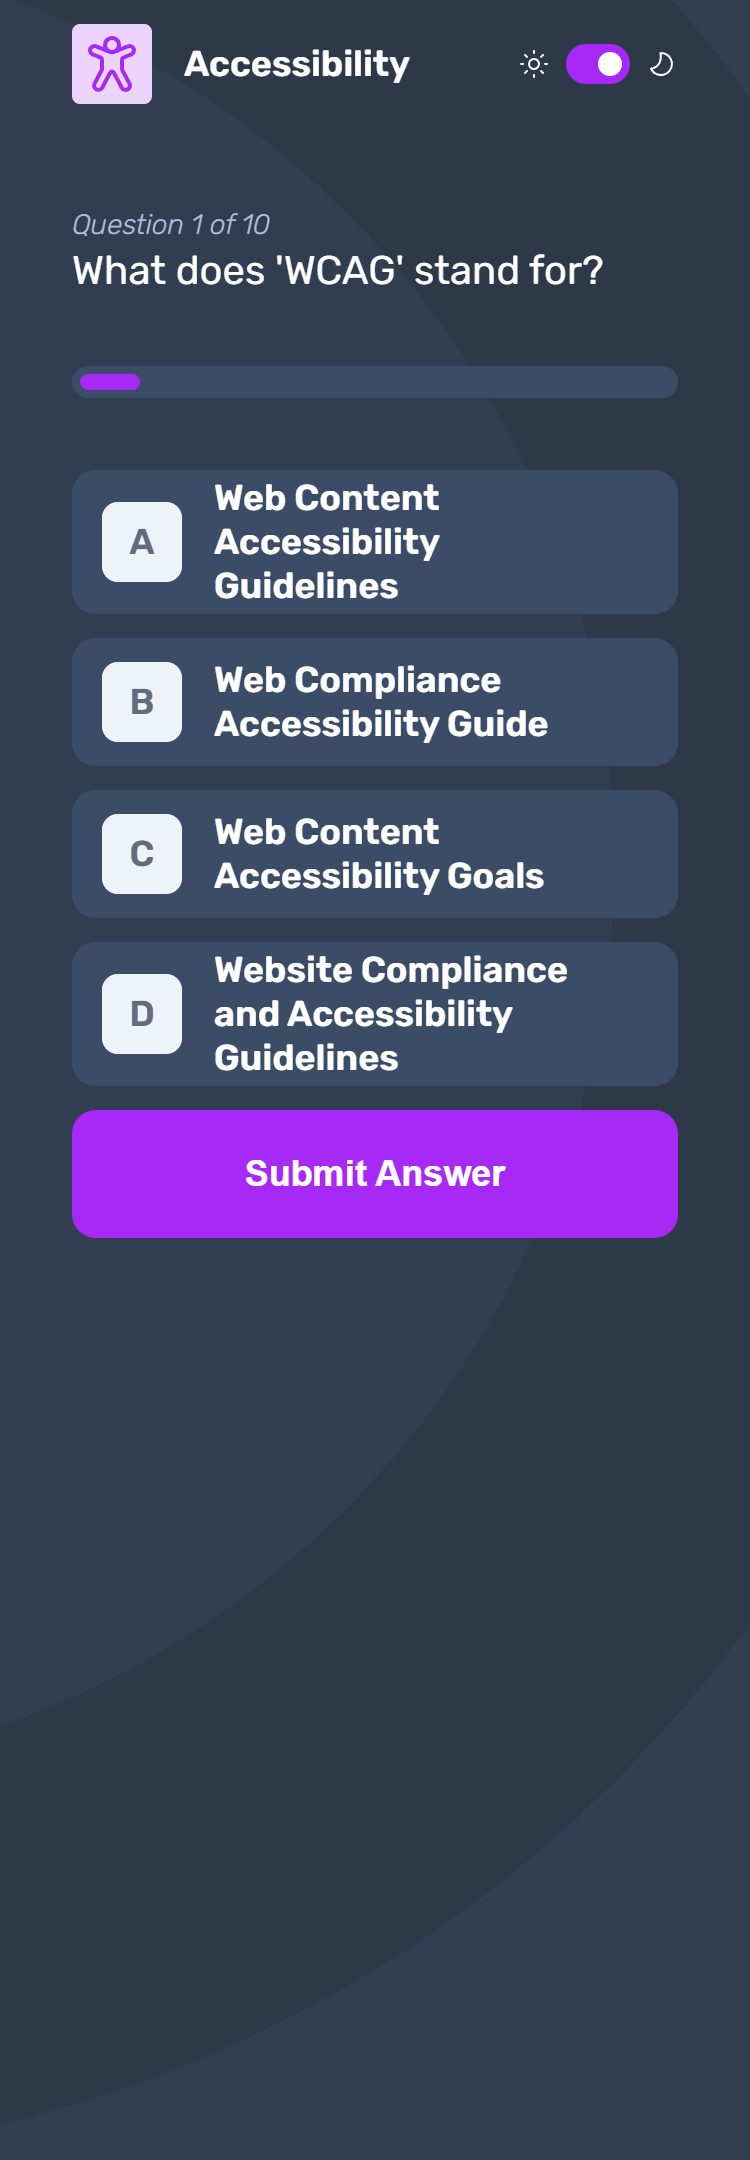 Accessibility
Question 1 of 10
What does 'WCAG' stand for?
A
Web Content
Accessibility
Guidelines
B
Web Compliance
Accessibility Guide
C
Web Content
Accessibility Goals
D
Website Compliance
and Accessibility
Guidelines
Submit Answer